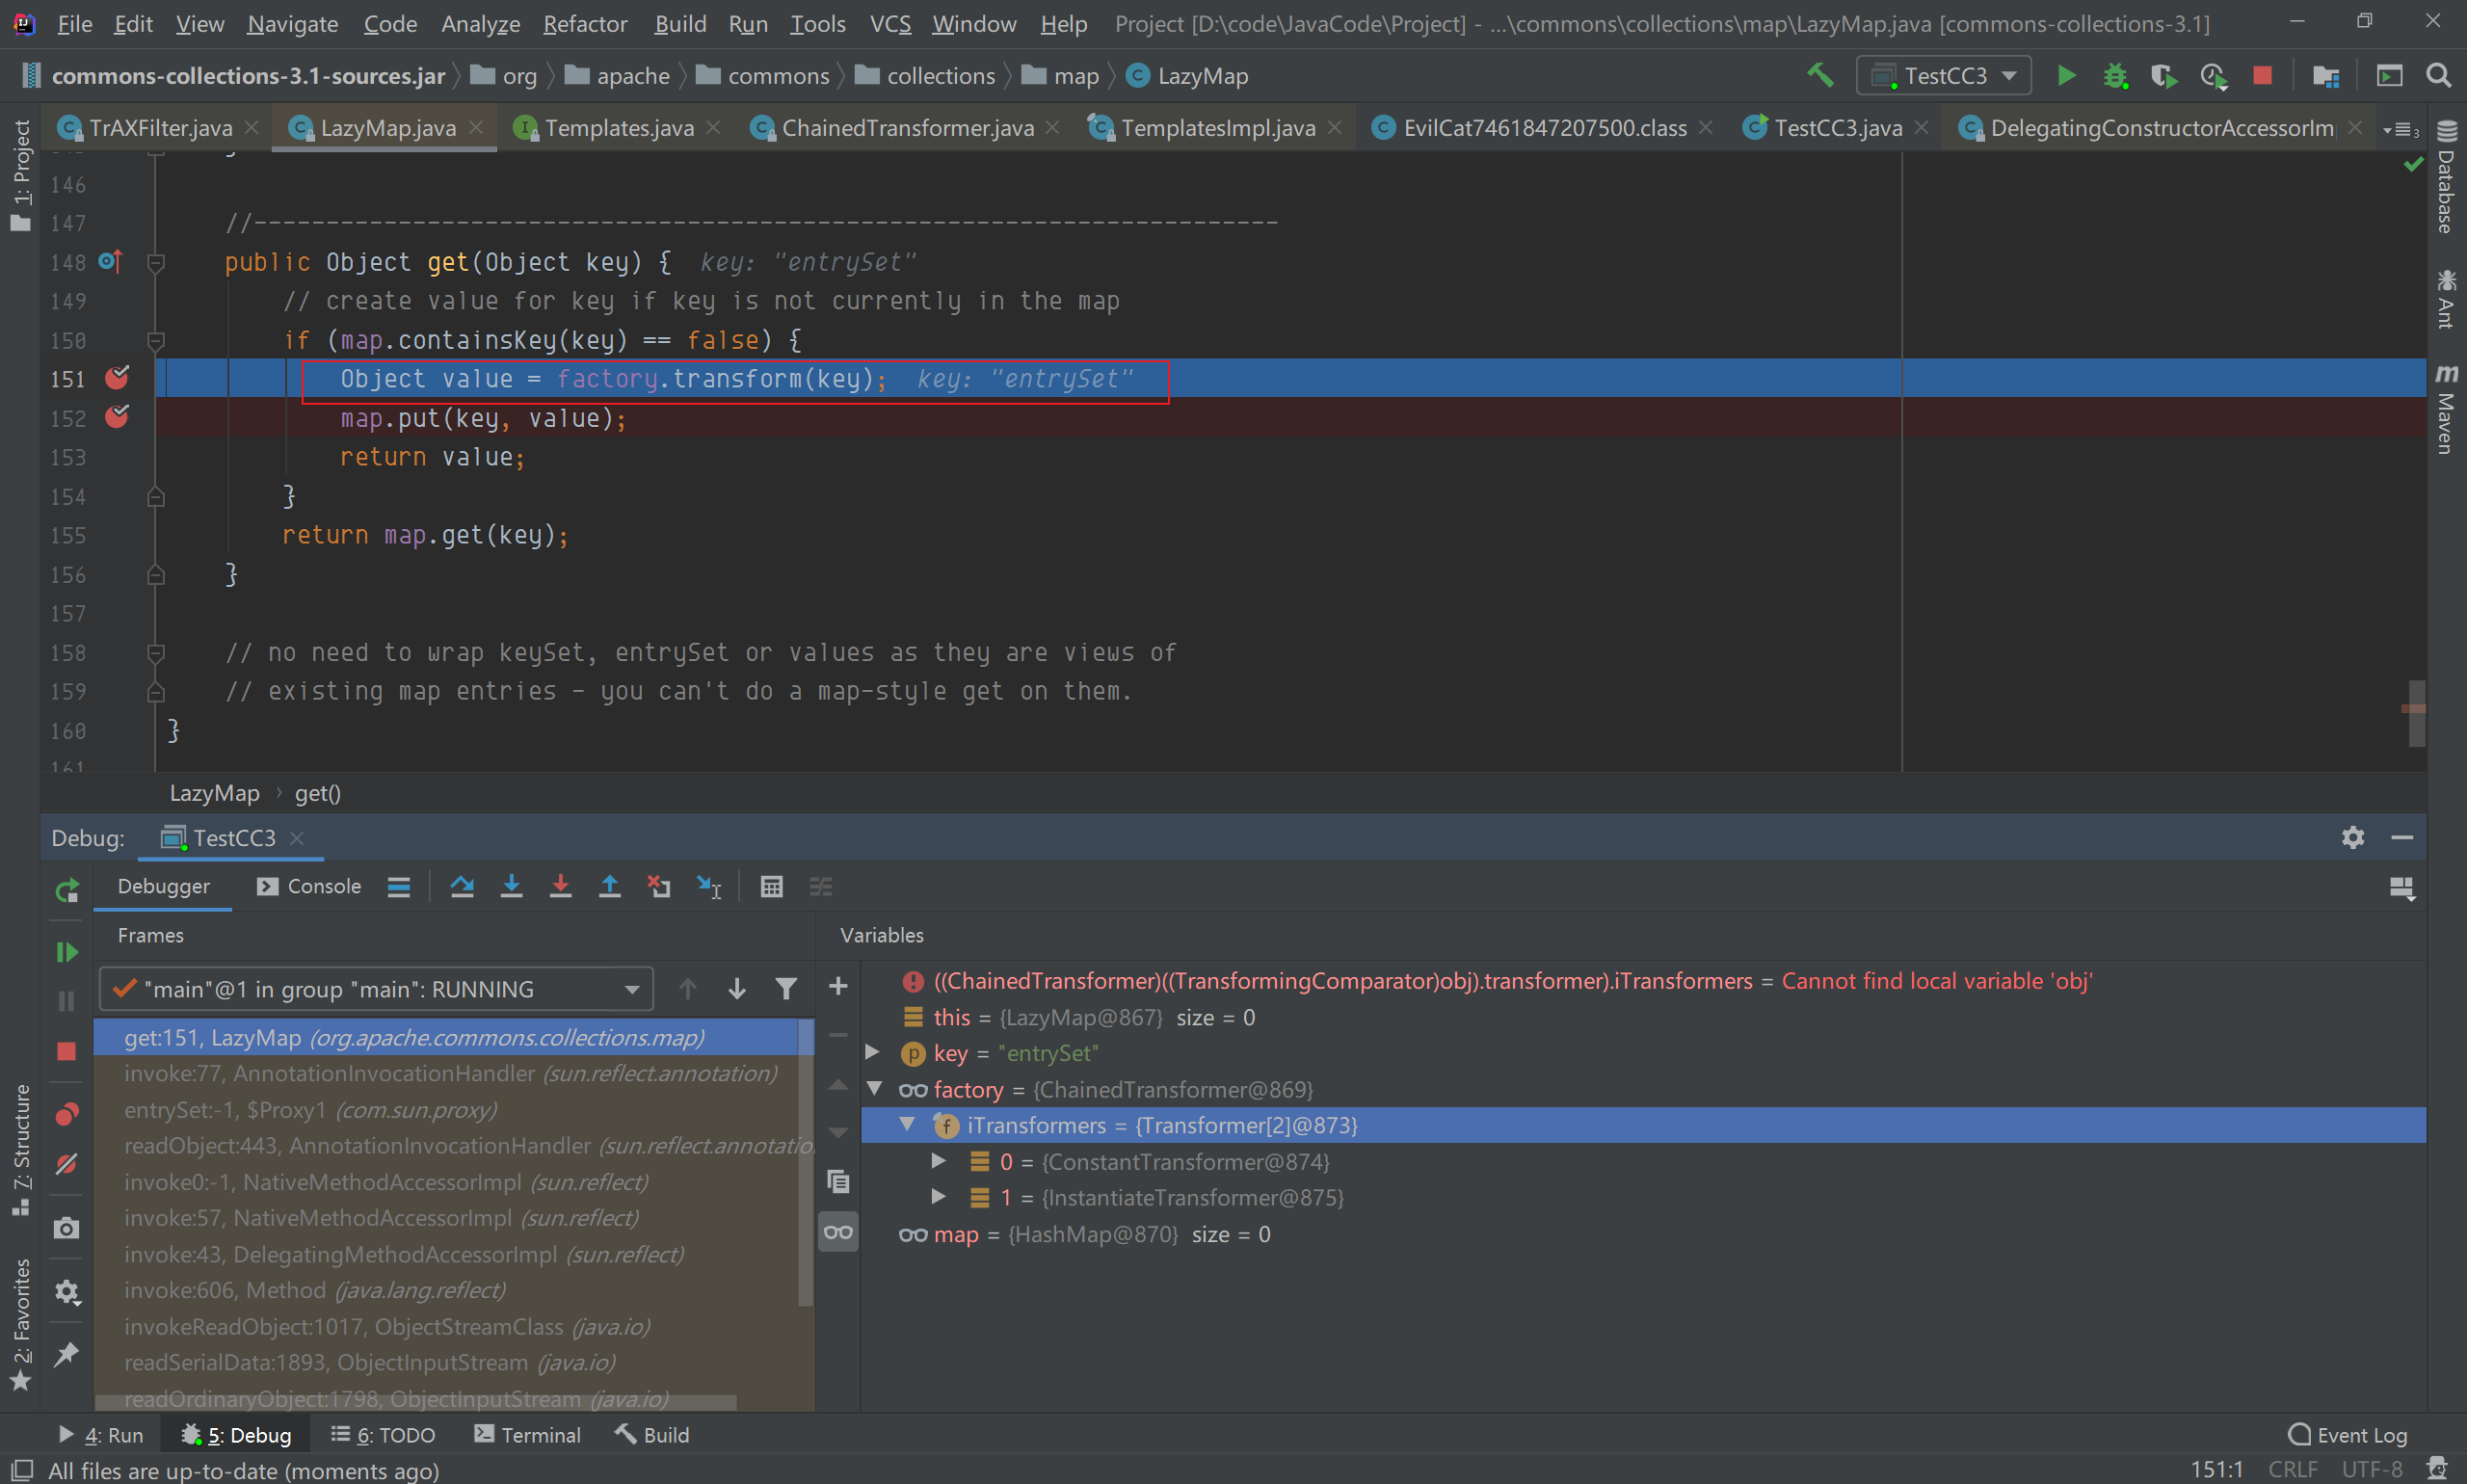 File Edit View Navigate Code Analyze Refactor Build Run Tools VCS Window Help Project [D:\code\JavaCode\Project] - ...\commons\collections\map\LazyMap.java [commons-collections-3.1]
commons-collections-3.1-sources.jar org apache commons collections map LazyMap TestCC3
TrAXFilter.java LazyMap.java Templates.java ChainedTransformer.java TemplatesImpl.java EvilCat7461847207500.class TestCC3.java DelegatingConstructorAccessorIm
1: Project
Database
Ant
Maven
146
147 //-----------------------------------------------------------------------
148 public Object get(Object key) { key: "entrySet"
149 // create value for key if key is not currently in the map
150 if (map.containsKey(key) == false) {
151 Object value = factory.transform(key); key: "entrySet"
152 map.put(key, value);
153 return value;
154 }
155 return map.get(key);
156 }
157
158 // no need to wrap keySet, entrySet or values as they are views of
159 // existing map entries - you can't do a map-style get on them.
160 }
161
LazyMap get()
Debug: TestCC3
Debugger Console
Frames Variables
"main"@1 in group "main": RUNNING
get:151, LazyMap (org.apache.commons.collections.map)
invoke:77, AnnotationInvocationHandler (sun.reflect.annotation)
entrySet:-1, $Proxy1 (com.sun.proxy)
readObject:443, AnnotationInvocationHandler (sun.reflect.annotatio
invoke0:-1, NativeMethodAccessorImpl (sun.reflect)
invoke:57, NativeMethodAccessorImpl (sun.reflect)
invoke:43, DelegatingMethodAccessorImpl (sun.reflect)
invoke:606, Method (java.lang.reflect)
invokeReadObject:1017, ObjectStreamClass (java.io)
readSerialData:1893, ObjectInputStream (java.io)
readOrdinaryObject:1798, ObjectInputStream (java.io)
((ChainedTransformer)((TransformingComparator)obj).transformer).iTransformers = Cannot find local variable 'obj'
this = {LazyMap@867} size = 0
key = "entrySet"
factory = {ChainedTransformer@869}
iTransformers = {Transformer[2]@873}
0 = {ConstantTransformer@874}
1 = {InstantiateTransformer@875}
map = {HashMap@870} size = 0
7: Structure
2: Favorites
4: Run 5: Debug 6: TODO Terminal Build Event Log
All files are up-to-date (moments ago) 151:1 CRLF UTF-8